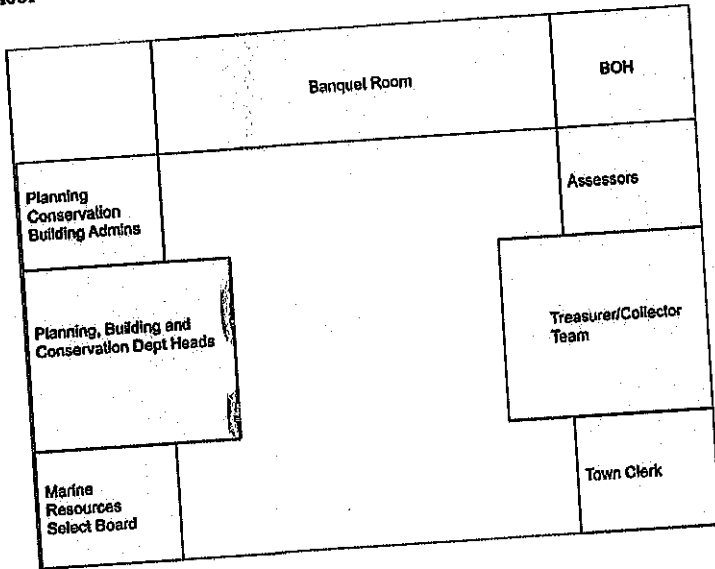 Banquel Room
BOH
Planning
Conservation
Building Admins
Assessors
Planning, Building and
Conservation Dept Heads
Treasurer/Collector
Team
Marine
Resources
Select Board
Town Clerk